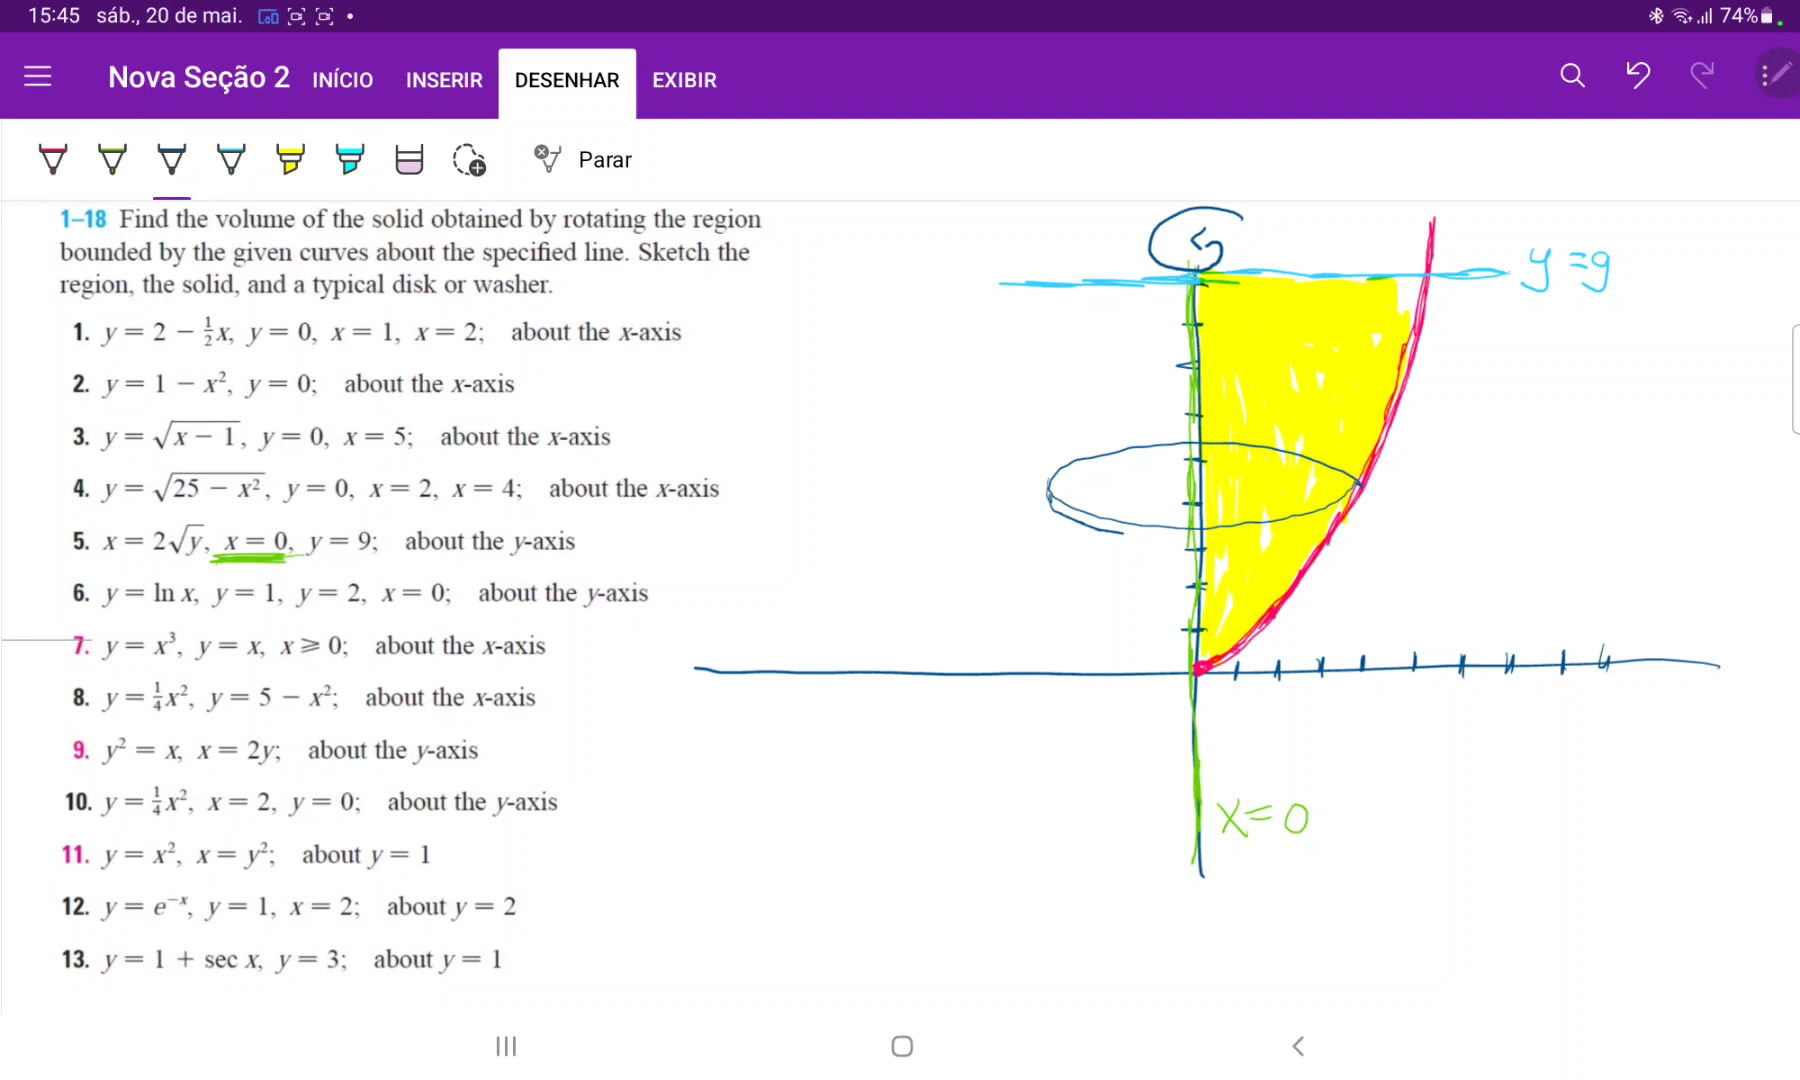 15:45 sáb., 20 de mai. 74%
Nova Seção 2 INÍCIO INSERIR DESENHAR EXIBIR
Parar
1–18 Find the volume of the solid obtained by rotating the region
bounded by the given curves about the specified line. Sketch the
region, the solid, and a typical disk or washer.
1. y = 2 − ½x, y = 0, x = 1, x = 2; about the x-axis
2. y = 1 − x², y = 0; about the x-axis
3. y = √(x − 1), y = 0, x = 5; about the x-axis
4. y = √(25 − x²), y = 0, x = 2, x = 4; about the x-axis
5. x = 2√y, x = 0, y = 9; about the y-axis
6. y = ln x, y = 1, y = 2, x = 0; about the y-axis
7. y = x³, y = x, x ⩾ 0; about the x-axis
8. y = ¼x², y = 5 − x²; about the x-axis
9. y² = x, x = 2y; about the y-axis
10. y = ¼x², x = 2, y = 0; about the y-axis
11. y = x², x = y²; about y = 1
12. y = e⁻ˣ, y = 1, x = 2; about y = 2
13. y = 1 + sec x, y = 3; about y = 1
y = 9
x = 0